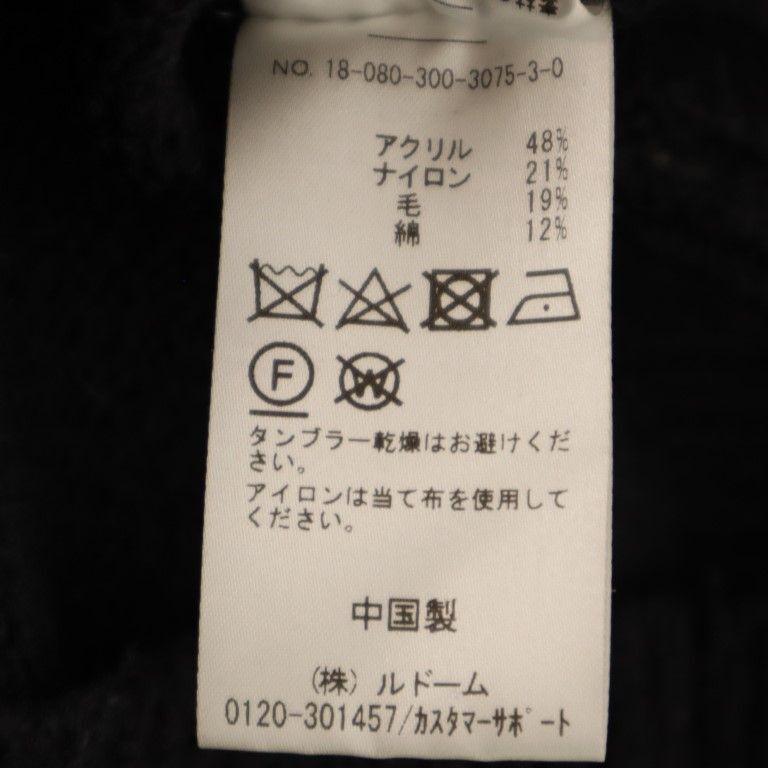 NO. 18-080-300-3075-3-0
アクリル 48%
ナイロン 21%
毛 19%
綿 12%
F W
タンブラー乾燥はお避けくだ
さい。
アイロンは当て布を使用して
ください。
中国製
(株) ルドーム
0120-301457/カスタマーサポート